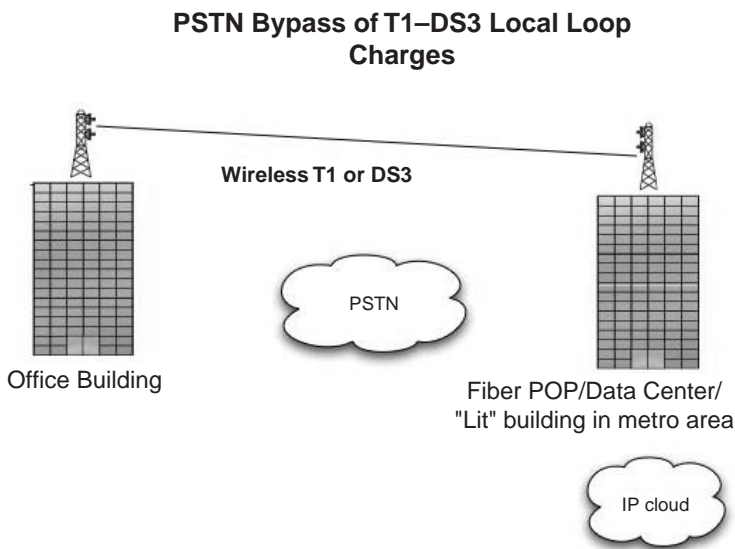 PSTN Bypass of T1–DS3 Local Loop
Charges
Wireless T1 or DS3
PSTN
Office Building
Fiber POP/Data Center/
"Lit" building in metro area
IP cloud